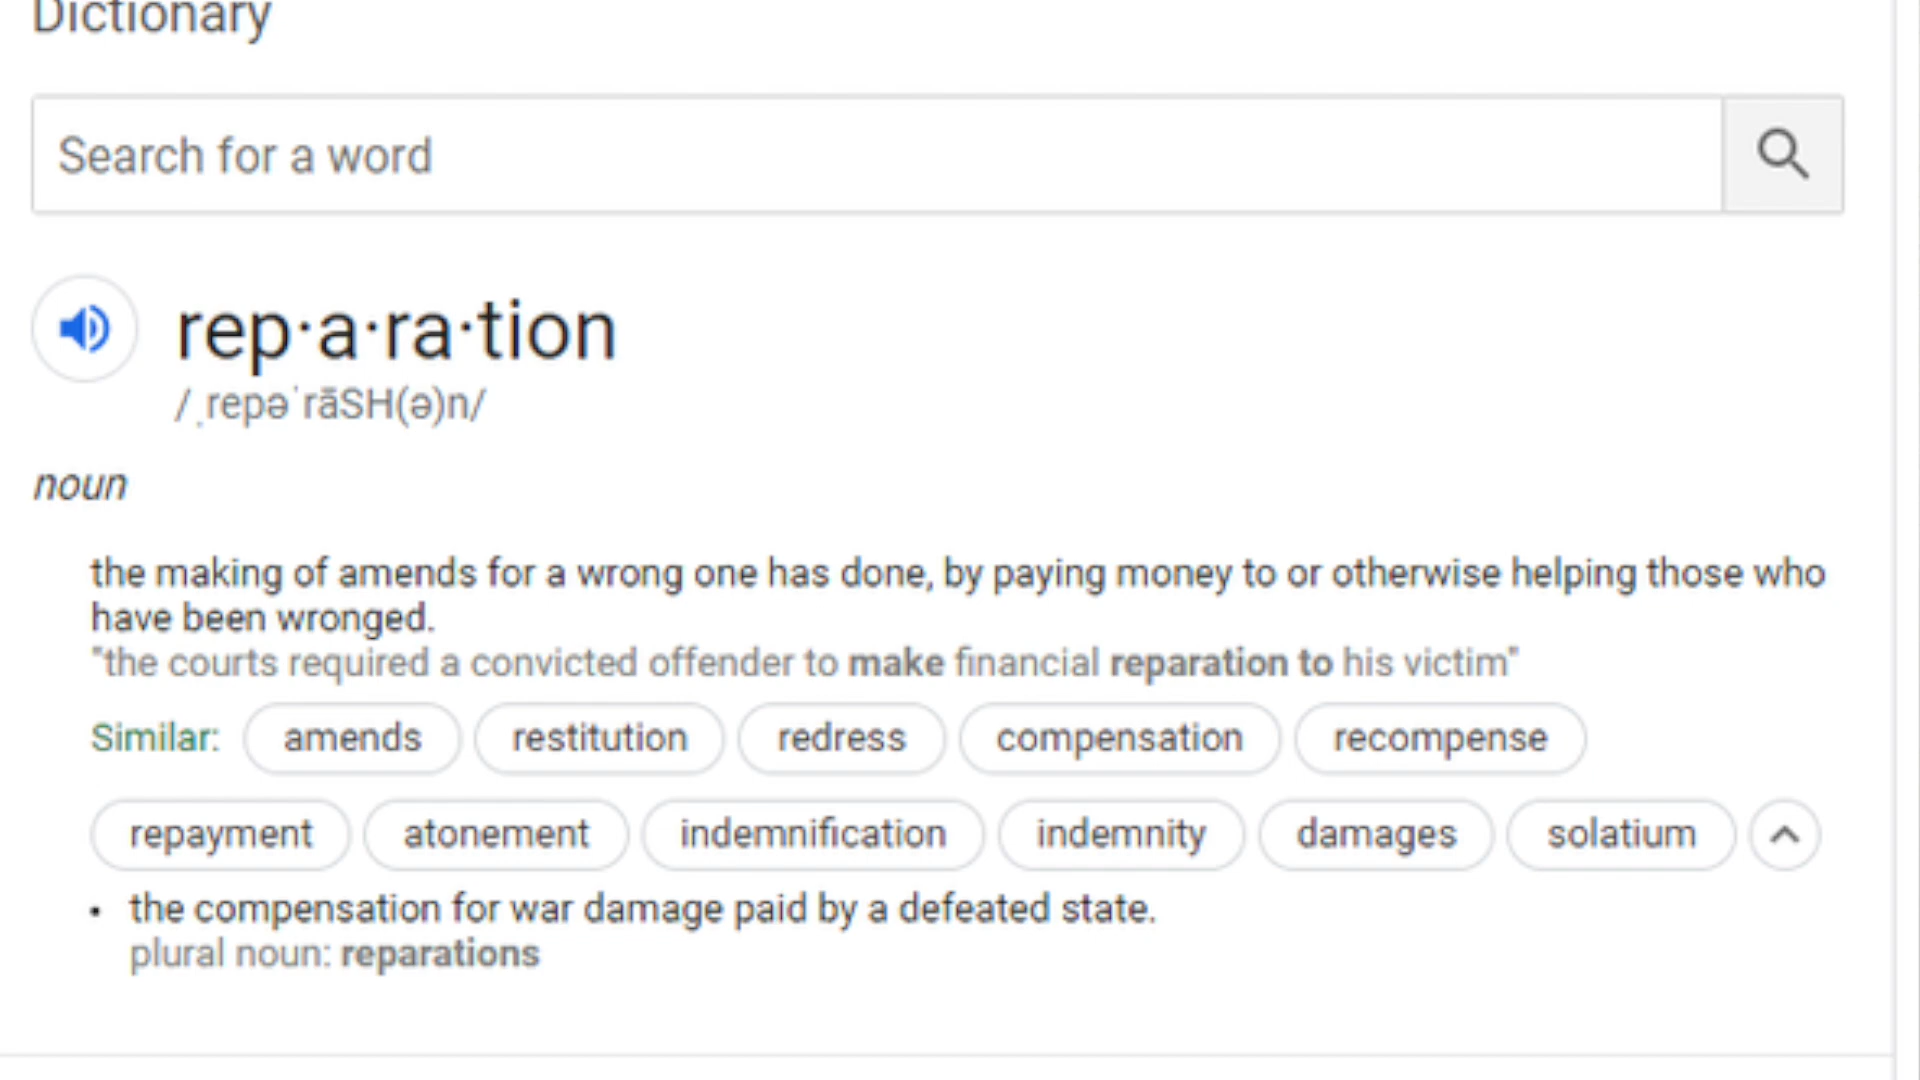 Dictionary
Search for a word
rep·a·ra·tion
/ˌrepəˈrāSH(ə)n/
noun
the making of amends for a wrong one has done, by paying money to or otherwise helping those who
have been wronged.
"the courts required a convicted offender to make financial reparation to his victim"
Similar: amends restitution redress compensation recompense
repayment atonement indemnification indemnity damages solatium
• the compensation for war damage paid by a defeated state.
plural noun: reparations